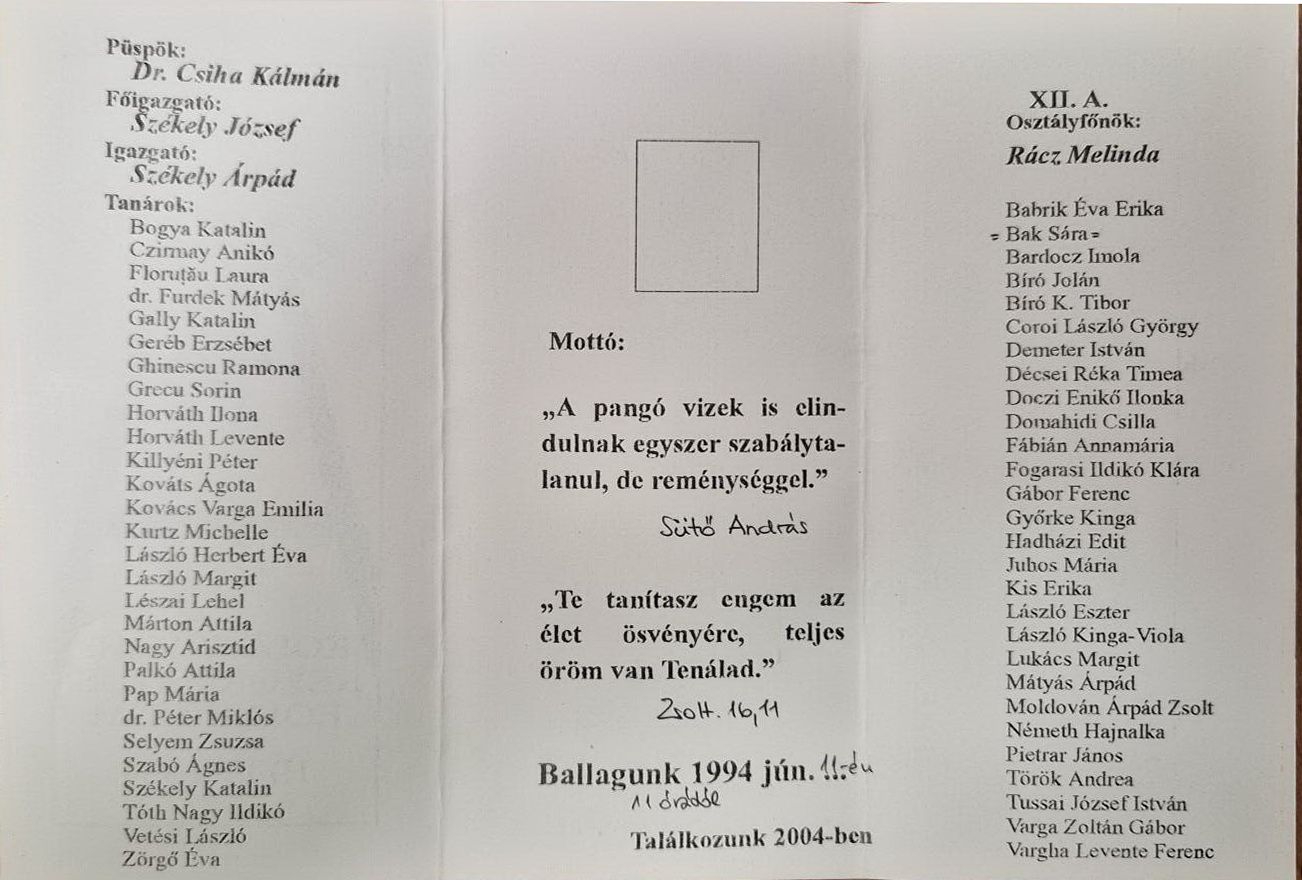 Püspök:
Dr. Csiha Kálmán
Főigazgató:
Székely József
Igazgató:
Székely Árpád
Tanárok:
Bogya Katalin
Czirmay Anikó
Floruțău Laura
dr. Furdek Mátyás
Gally Katalin
Geréb Erzsébet
Ghinescu Ramona
Grecu Sorin
Horváth Ilona
Horváth Levente
Killyéni Péter
Kováts Ágota
Kovács Varga Emilia
Kurtz Michelle
László Herbert Éva
László Margit
Lészai Lehel
Márton Attila
Nagy Arisztid
Palkó Attila
Pap Mária
dr. Péter Miklós
Selyem Zsuzsa
Szabó Ágnes
Székely Katalin
Tóth Nagy Ildikó
Vetési László
Zörgő Éva
Mottó:
„A pangó vizek is elin-
dulnak egyszer szabályta-
lanul, de reménységgel.”
Sütő András
„Te tanítasz engem az
élet ösvényére, teljes
öröm van Tenálad.”
Zsolt. 16,11
Ballagunk 1994 jún. 11-én
11 órától
Találkozunk 2004-ben
XII. A.
Osztályfőnök:
Rácz Melinda
Babrik Éva Erika
= Bak Sára =
Bardocz Imola
Bíró Jolán
Bíró K. Tibor
Coroi László György
Demeter István
Décsei Réka Timea
Doczi Enikő Ilonka
Domahidi Csilla
Fábián Annamária
Fogarasi Ildikó Klára
Gábor Ferenc
Győrke Kinga
Hadházi Edit
Juhos Mária
Kis Erika
László Eszter
László Kinga-Viola
Lukács Margit
Mátyás Árpád
Moldován Árpád Zsolt
Németh Hajnalka
Pietrar János
Török Andrea
Tussai József István
Varga Zoltán Gábor
Vargha Levente Ferenc